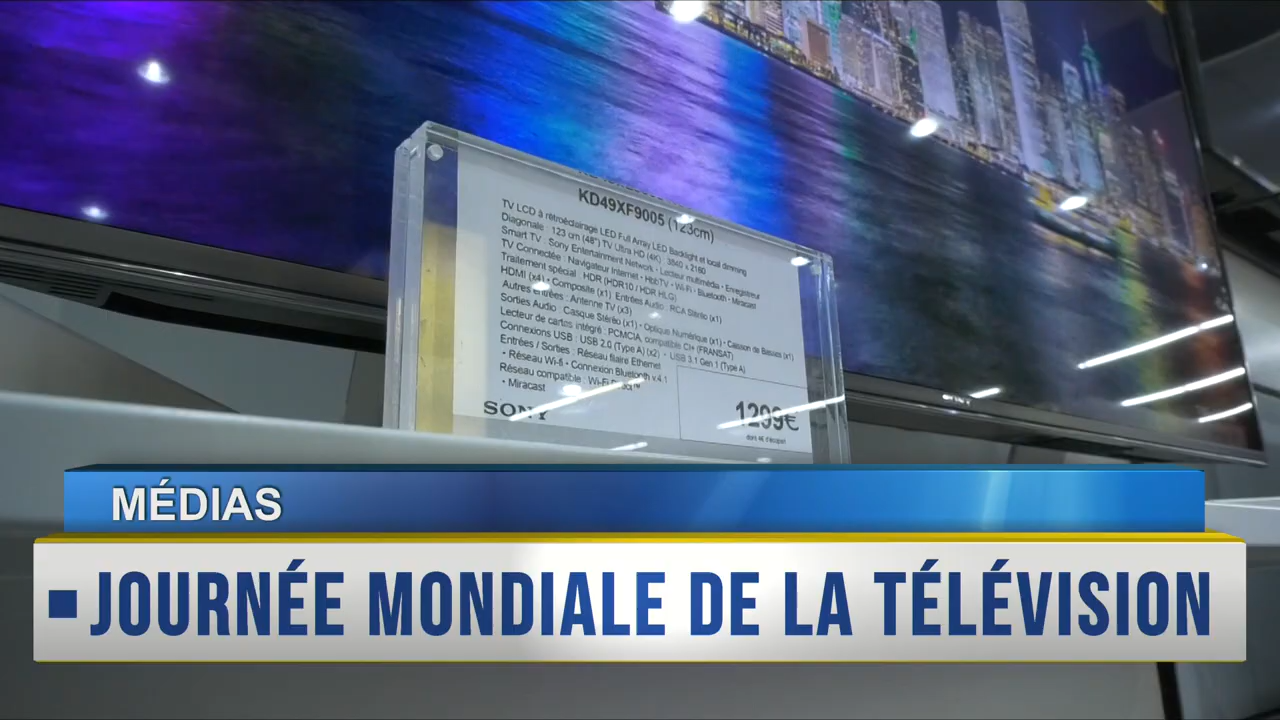 KD49XF9005 (123cm)
TV LCD à rétroéclairage LED Full Array LED Backlight et local dimming
Diagonale : 123 cm (48") TV Ultra HD (4K) : 3840 x 2160
Smart TV : Sony Entertainment Network • Lecteur multimédia • Enregistreur
TV Connectée : Navigateur Internet • HbbTV • Wi-Fi • Bluetooth • Miracast
Traitement spécial : HDR (HDR10 / HDR HLG)
HDMI (x4) • Composite (x1) Entrées Audio : RCA Stéréo (x1)
Autres entrées : Antenne TV (x3)
Sorties Audio : Casque Stéréo (x1) • Optique Numérique (x1) • Caisson de Basses (x1)
Lecteur de cartes intégré : PCMCIA, compatible CI+ (FRANSAT)
Connexions USB : USB 2.0 (Type A) (x2) • USB 3.1 Gen 1 (Type A)
Entrées / Sorties : Réseau filaire Ethernet
• Réseau Wi-fi • Connexion Bluetooth v.4.1
Réseau compatible : Wi-Fi
• Miracast
SONY
1299€
SONY
MÉDIAS
JOURNÉE MONDIALE DE LA TÉLÉVISION